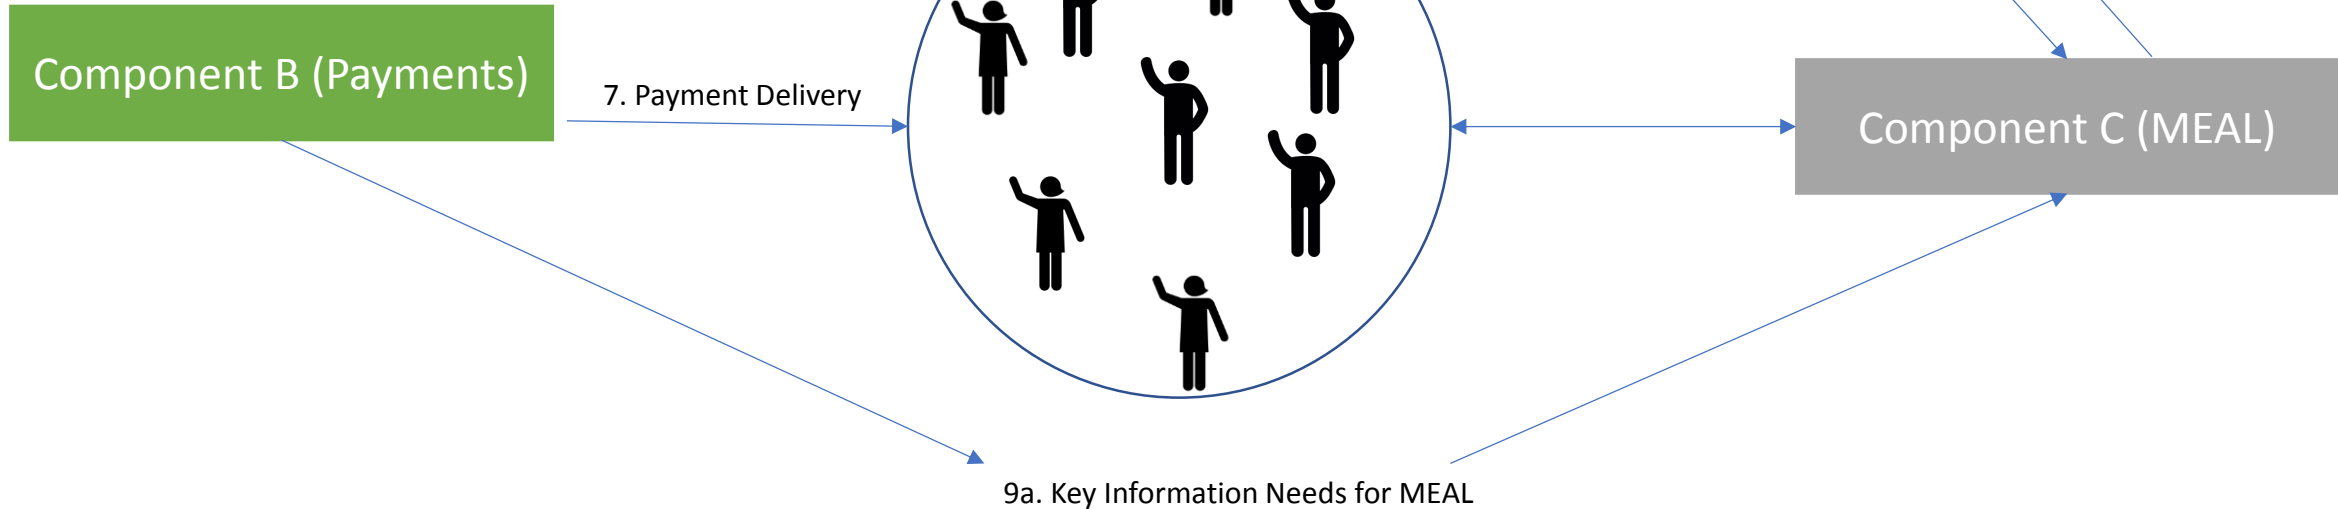 Component B (Payments)
7. Payment Delivery
Component C (MEAL)
9a. Key Information Needs for MEAL